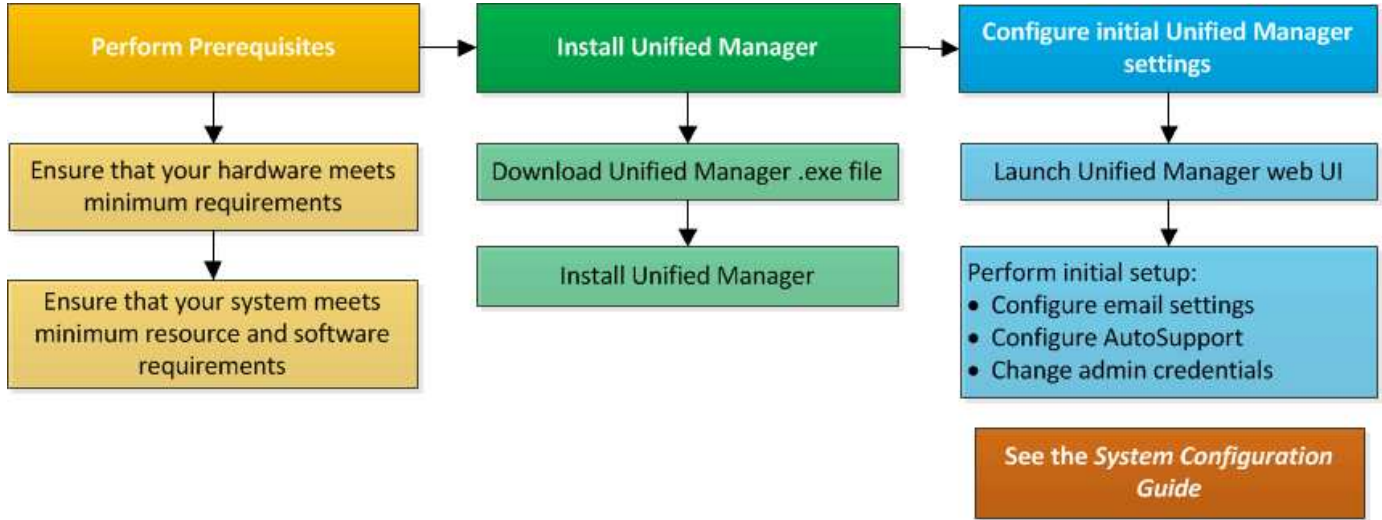 Perform Prerequisites
Ensure that your hardware meets
minimum requirements
Ensure that your system meets
minimum resource and software
requirements
Install Unified Manager
Download Unified Manager .exe file
Install Unified Manager
Configure initial Unified Manager
settings
Launch Unified Manager web UI
Perform initial setup:
• Configure email settings
• Configure AutoSupport
• Change admin credentials
See the System Configuration
Guide